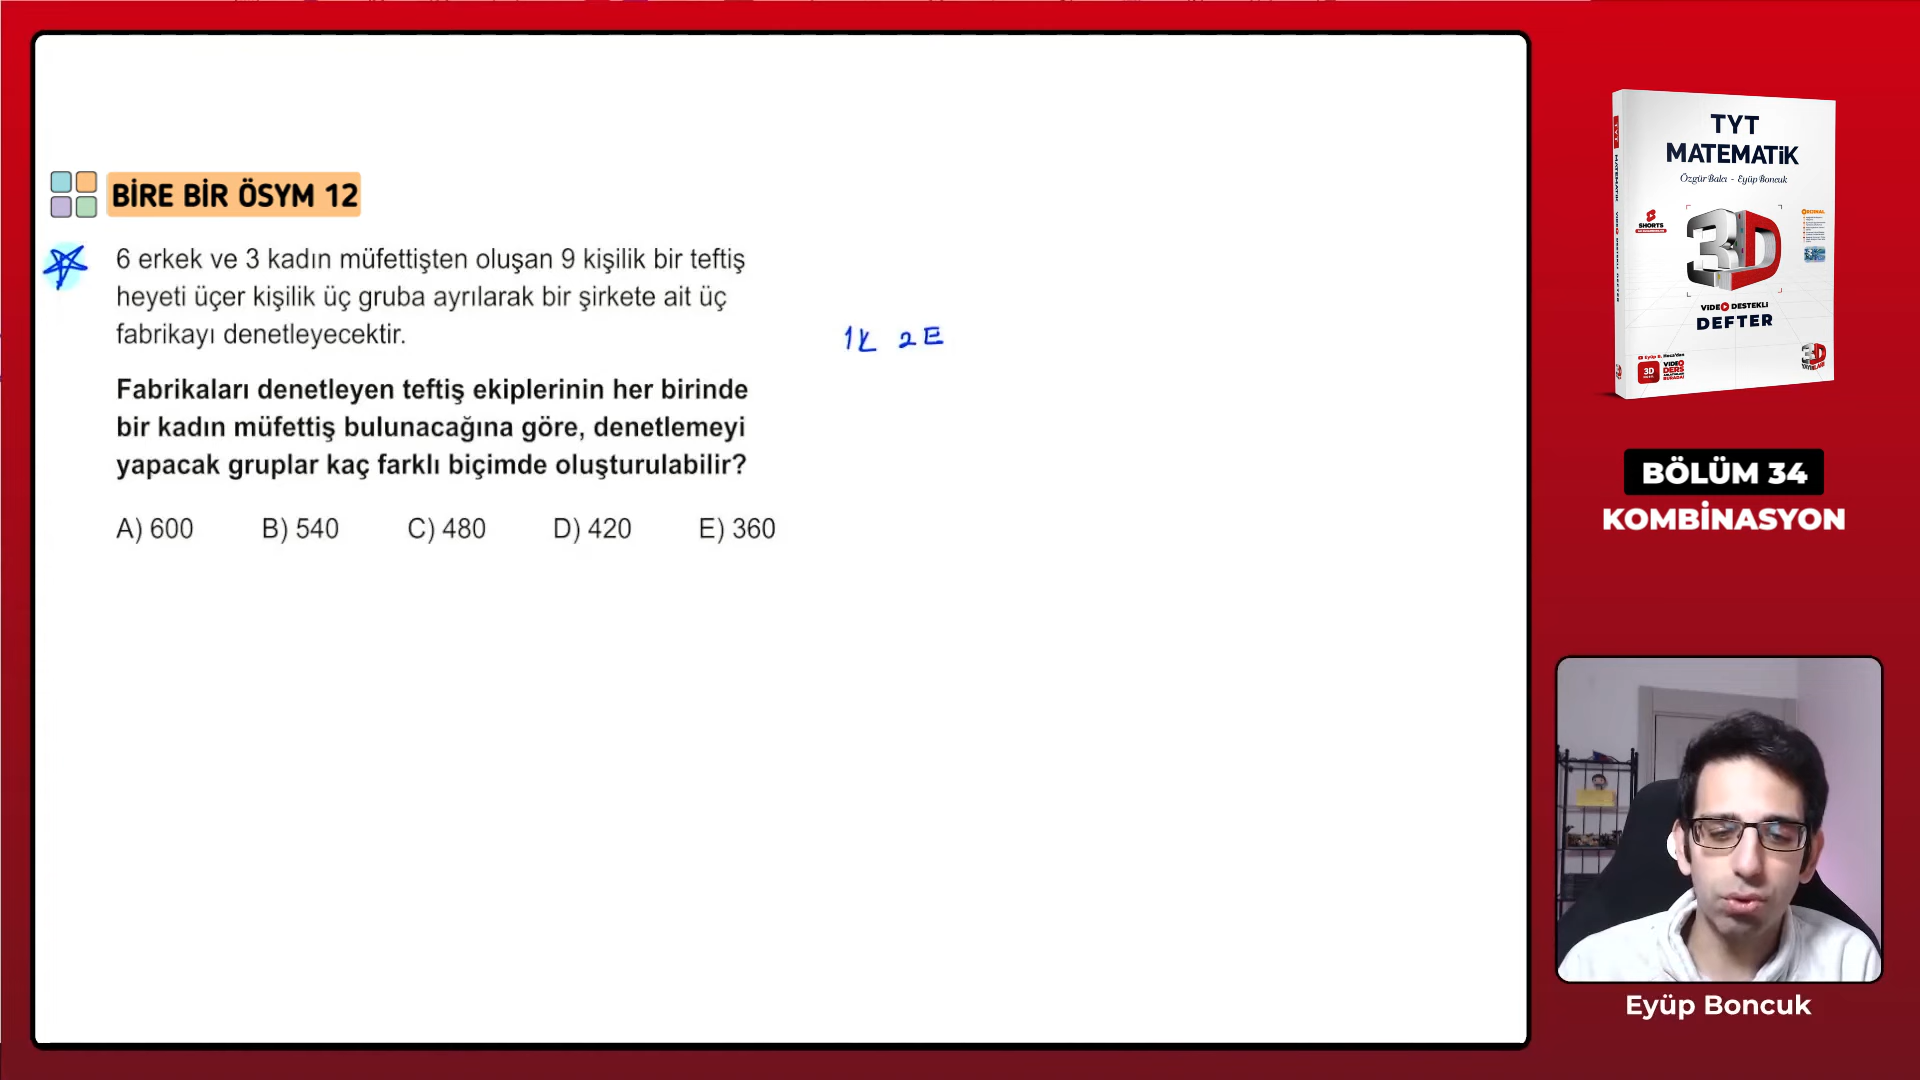 BİRE BİR ÖSYM 12
6 erkek ve 3 kadın müfettişten oluşan 9 kişilik bir teftiş
heyeti üçer kişilik üç gruba ayrılarak bir şirkete ait üç
fabrikayı denetleyecektir.
Fabrikaları denetleyen teftiş ekiplerinin her birinde
bir kadın müfettiş bulunacağına göre, denetlemeyi
yapacak gruplar kaç farklı biçimde oluşturulabilir?
A) 600 B) 540 C) 480 D) 420 E) 360
1K 2E
TYT
MATEMATİK
Özgür Balcı - Eyüp Boncuk
SHORTS
3D
VIDEO DESTEKLİ
DEFTER
BÖLÜM 34
KOMBİNASYON
Eyüp Boncuk